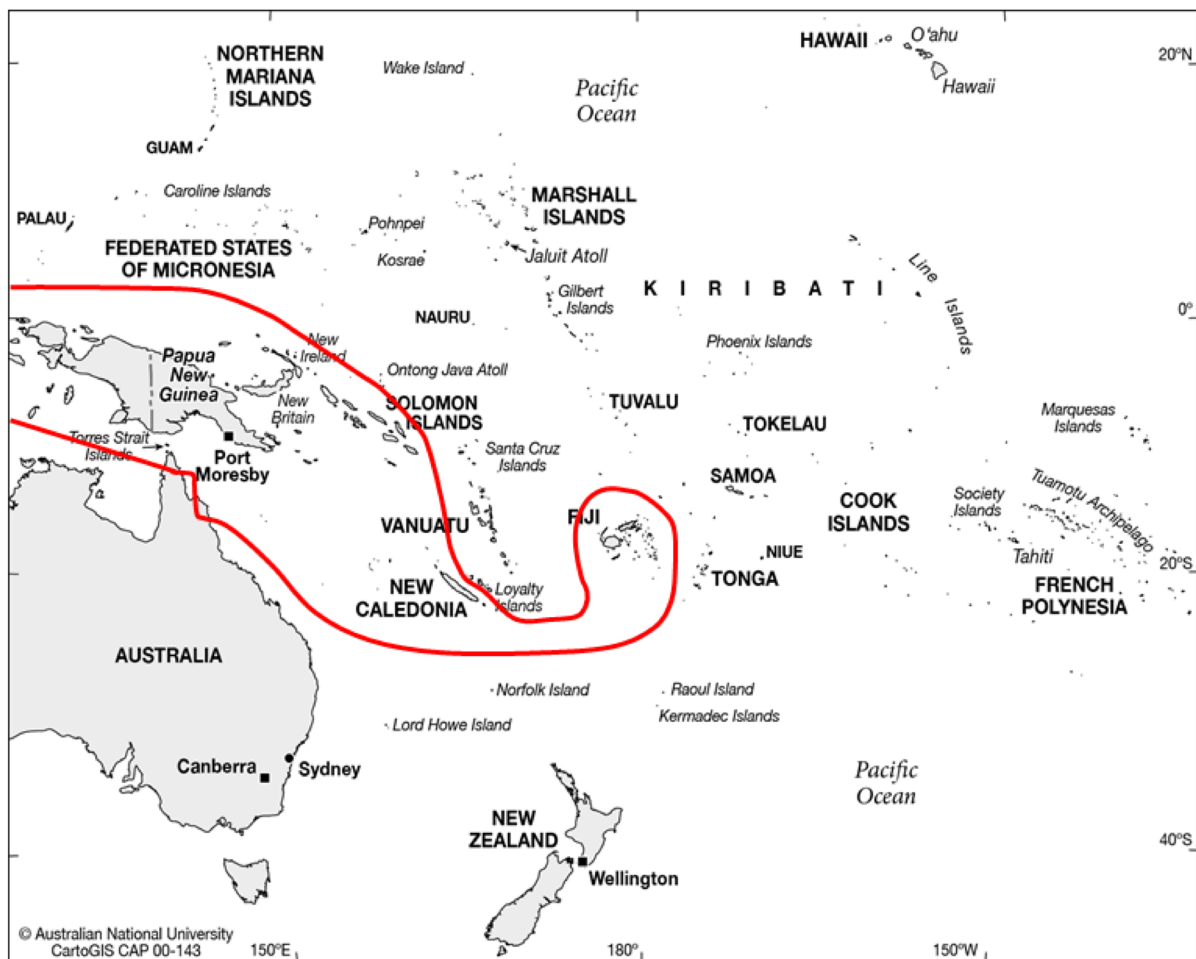 NORTHERN
MARIANA
ISLANDS
Wake Island
Pacific
Ocean
HAWAII
O'ahu
Hawaii
20°N
GUAM
Caroline Islands
PALAU
FEDERATED STATES
OF MICRONESIA
Pohnpei
Kosrae
MARSHALL
ISLANDS
Jaluit Atoll
Gilbert
Islands
KIRIBATI
Line Islands
0°
NAURU
Phoenix Islands
Papua
New
Guinea
New
Ireland
New
Britain
Ontong Java Atoll
SOLOMON
ISLANDS
TUVALU
TOKELAU
Marquesas
Islands
Torres Strait
Islands
Port
Moresby
Santa Cruz
Islands
SAMOA
COOK
ISLANDS
Society
Islands
Tuamotu Archipelago
Tahiti
VANUATU
FIJI
NIUE
TONGA
20°S
NEW
CALEDONIA
Loyalty
Islands
FRENCH
POLYNESIA
AUSTRALIA
Norfolk Island
Raoul Island
Lord Howe Island
Kermadec Islands
Canberra
Sydney
Pacific
Ocean
NEW
ZEALAND
Wellington
40°S
© Australian National University
CartoGIS CAP 00-143
150°E
180°
150°W